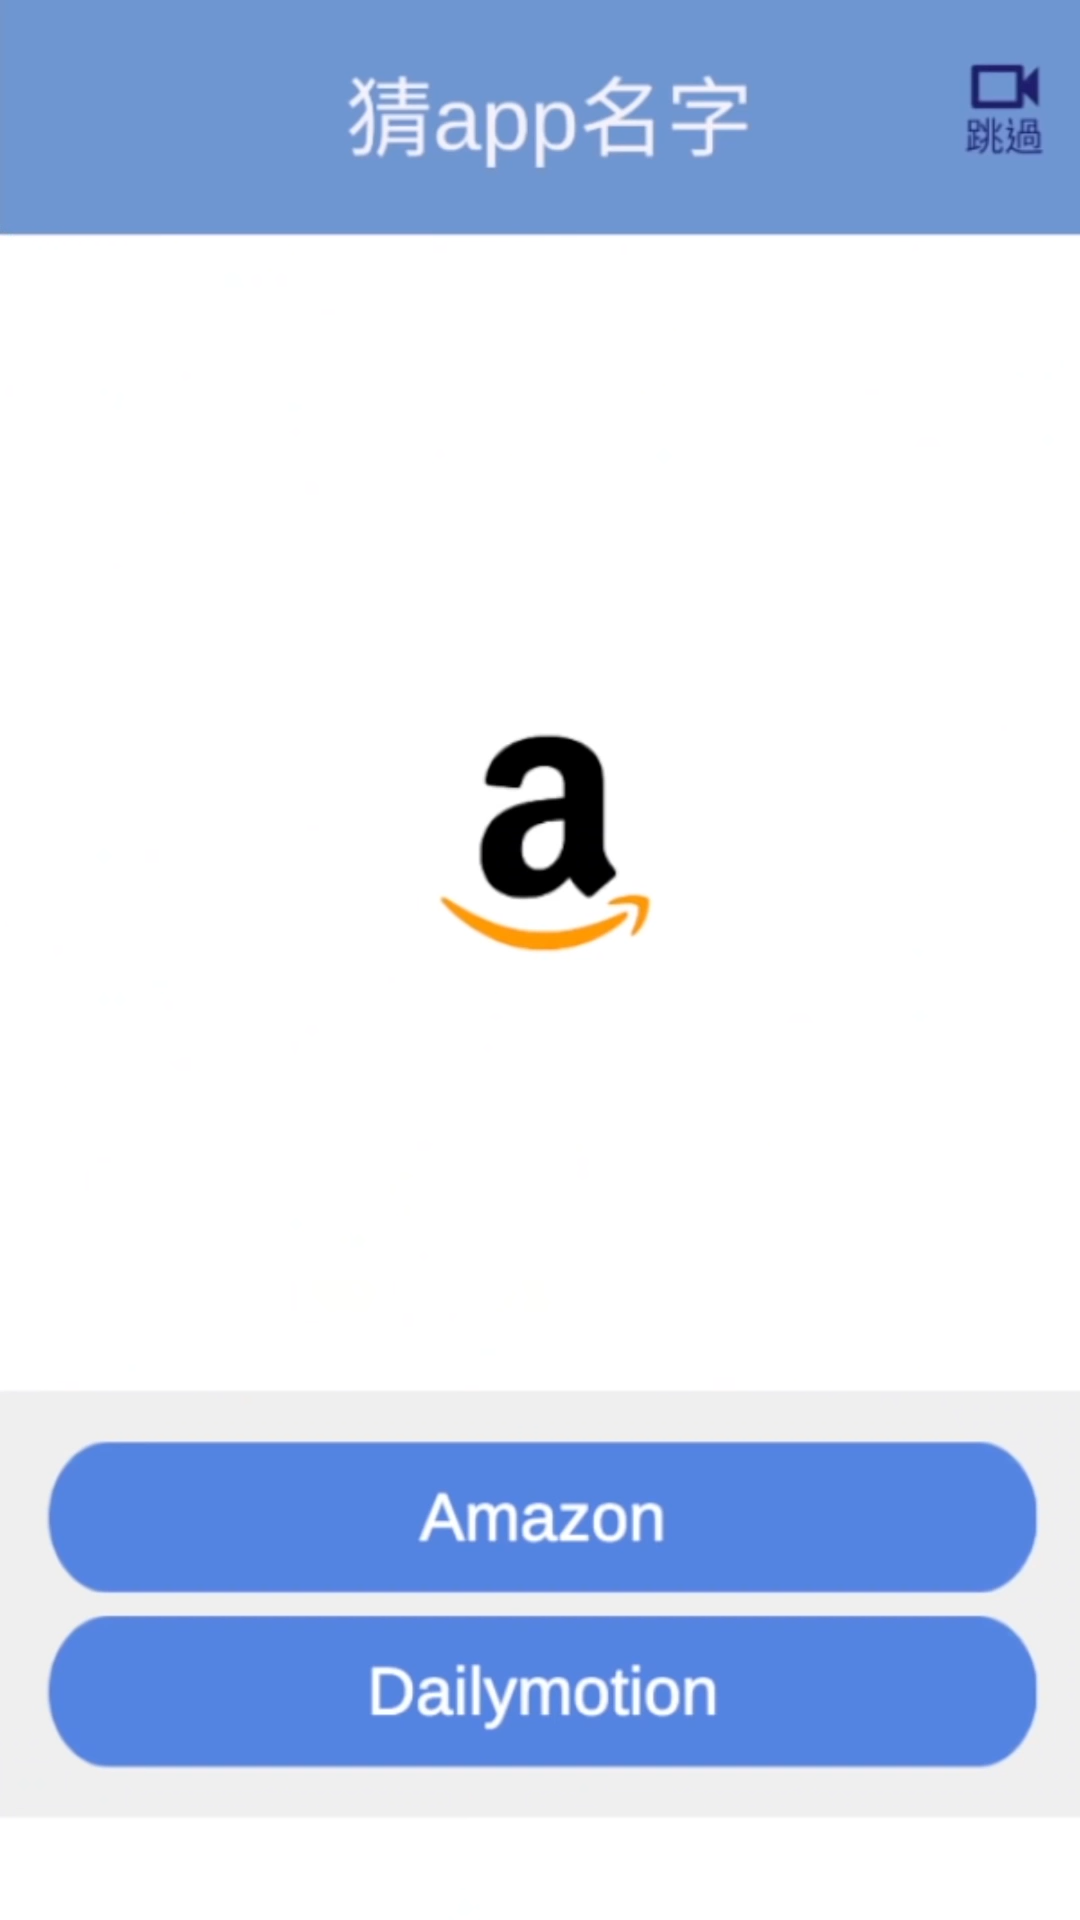 猜app名字
跳過
a
Amazon
Dailymotion